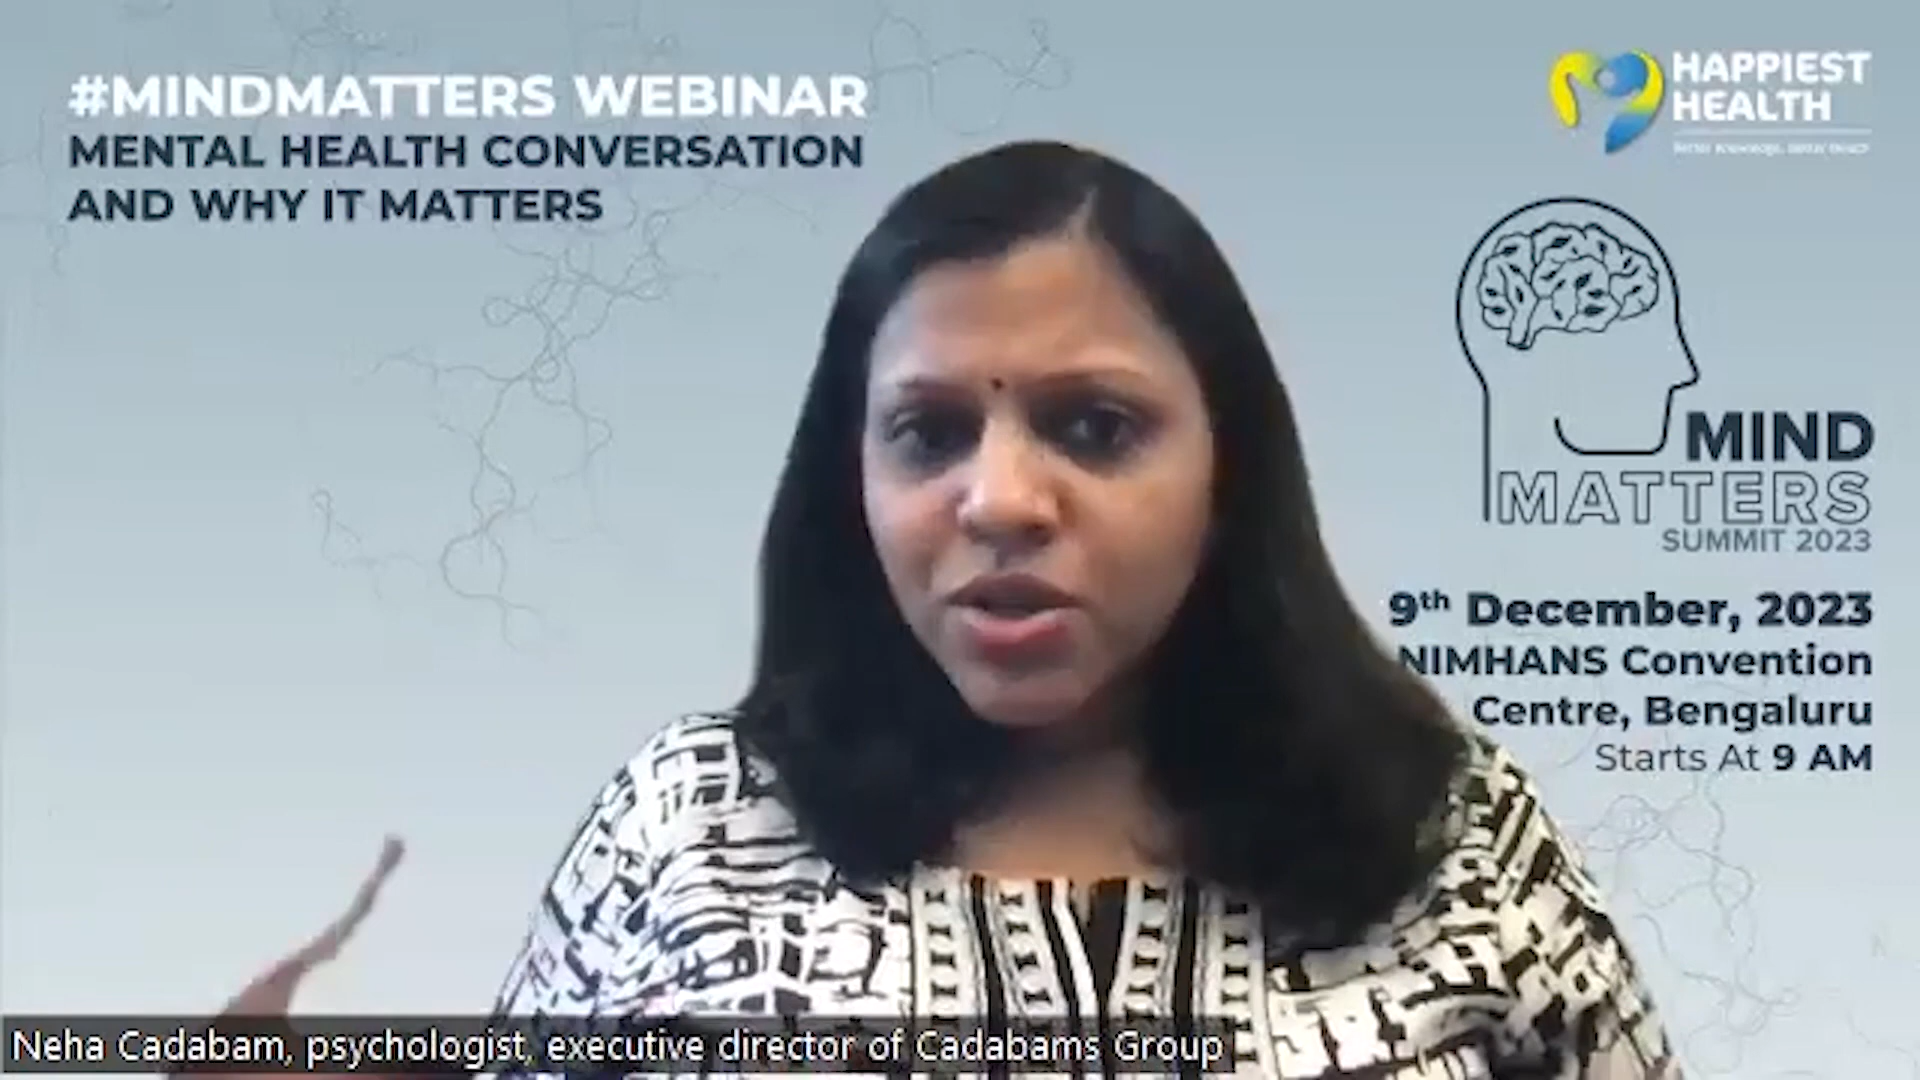 #MINDMATTERS WEBINAR
MENTAL HEALTH CONVERSATION
AND WHY IT MATTERS
HAPPIEST
HEALTH
MIND
MATTERS
SUMMIT 2023
9th December, 2023
NIMHANS Convention
Centre, Bengaluru
Starts At 9 AM
Neha Cadabam, psychologist, executive director of Cadabams Group